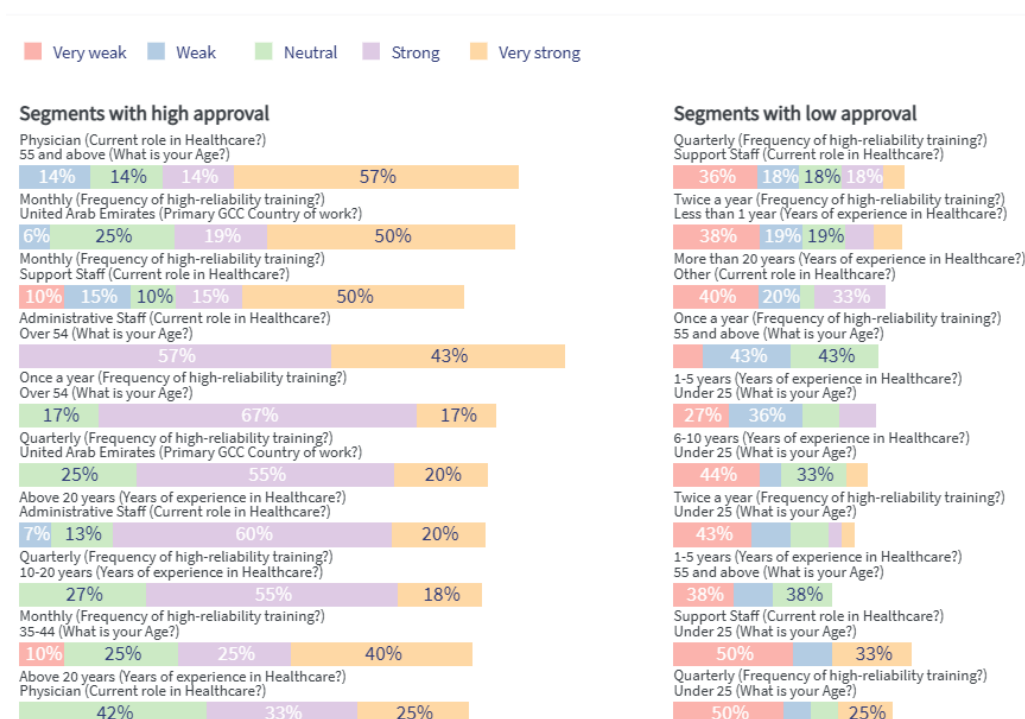 Very weak Weak Neutral Strong Very strong
Segments with high approval
Physician (Current role in Healthcare?)
55 and above (What is your Age?)
14% 14% 14% 57%
Monthly (Frequency of high-reliability training?)
United Arab Emirates (Primary GCC Country of work?)
6% 25% 19% 50%
Monthly (Frequency of high-reliability training?)
Support Staff (Current role in Healthcare?)
10% 15% 10% 15% 50%
Administrative Staff (Current role in Healthcare?)
Over 54 (What is your Age?)
57% 43%
Once a year (Frequency of high-reliability training?)
Over 54 (What is your Age?)
17% 67% 17%
Quarterly (Frequency of high-reliability training?)
United Arab Emirates (Primary GCC Country of work?)
25% 55% 20%
Above 20 years (Years of experience in Healthcare?)
Administrative Staff (Current role in Healthcare?)
7% 13% 60% 20%
Quarterly (Frequency of high-reliability training?)
10-20 years (Years of experience in Healthcare?)
27% 55% 18%
Monthly (Frequency of high-reliability training?)
35-44 (What is your Age?)
10% 25% 25% 40%
Above 20 years (Years of experience in Healthcare?)
Physician (Current role in Healthcare?)
42% 33% 25%
Segments with low approval
Quarterly (Frequency of high-reliability training?)
Support Staff (Current role in Healthcare?)
36% 18% 18% 18%
Twice a year (Frequency of high-reliability training?)
Less than 1 year (Years of experience in Healthcare?)
38% 19% 19%
More than 20 years (Years of experience in Healthcare?)
Other (Current role in Healthcare?)
40% 20% 33%
Once a year (Frequency of high-reliability training?)
55 and above (What is your Age?)
43% 43%
1-5 years (Years of experience in Healthcare?)
Under 25 (What is your Age?)
27% 36%
6-10 years (Years of experience in Healthcare?)
Under 25 (What is your Age?)
44% 33%
Twice a year (Frequency of high-reliability training?)
Under 25 (What is your Age?)
43%
1-5 years (Years of experience in Healthcare?)
55 and above (What is your Age?)
38% 38%
Support Staff (Current role in Healthcare?)
Under 25 (What is your Age?)
50% 33%
Quarterly (Frequency of high-reliability training?)
Under 25 (What is your Age?)
50% 25%